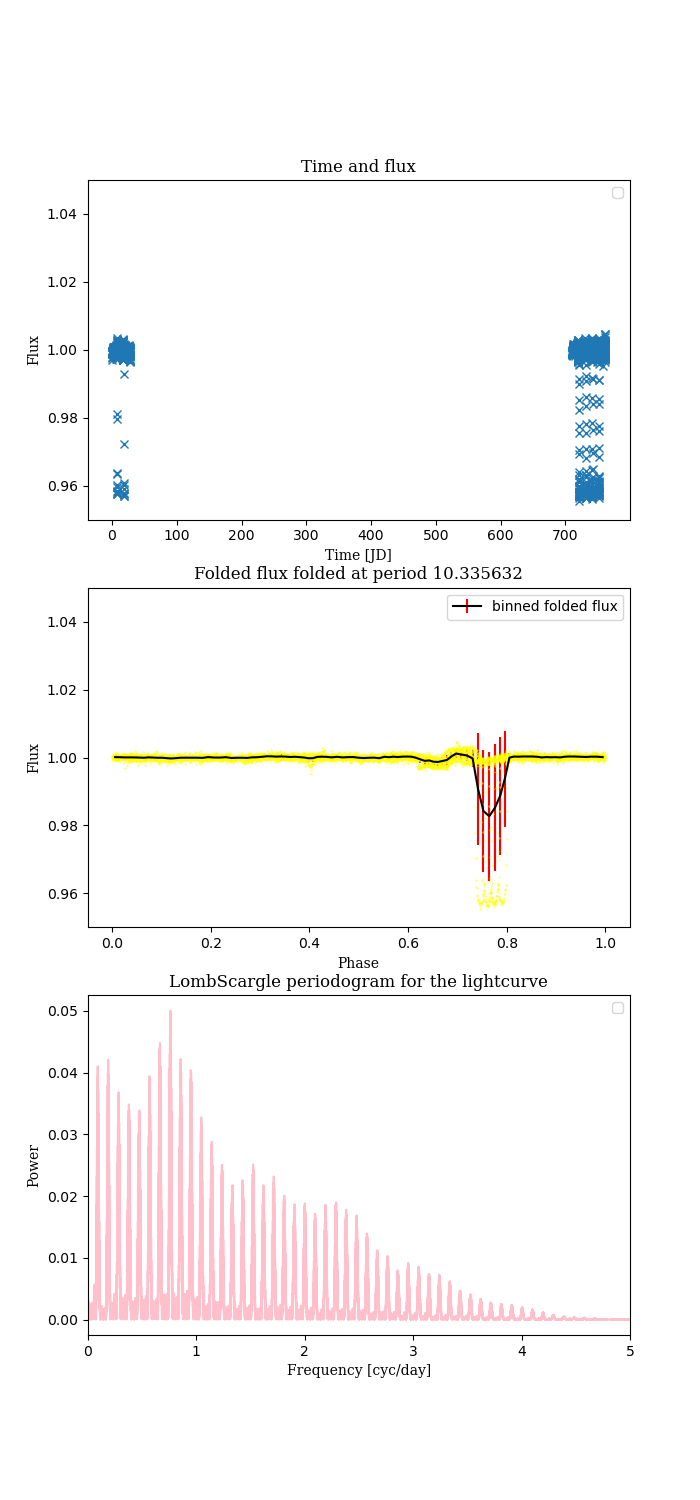 Time and flux
1.04
1.02
1.00
0.98
0.96
Flux
0 100 200 300 400 500 600 700
Time [JD]
Folded flux folded at period 10.335632
binned folded flux
1.04
1.02
1.00
0.98
0.96
Flux
0.0 0.2 0.4 0.6 0.8 1.0
Phase
LombScargle periodogram for the lightcurve
0.05
0.04
0.03
0.02
0.01
0.00
Power
0 1 2 3 4 5
Frequency [cyc/day]